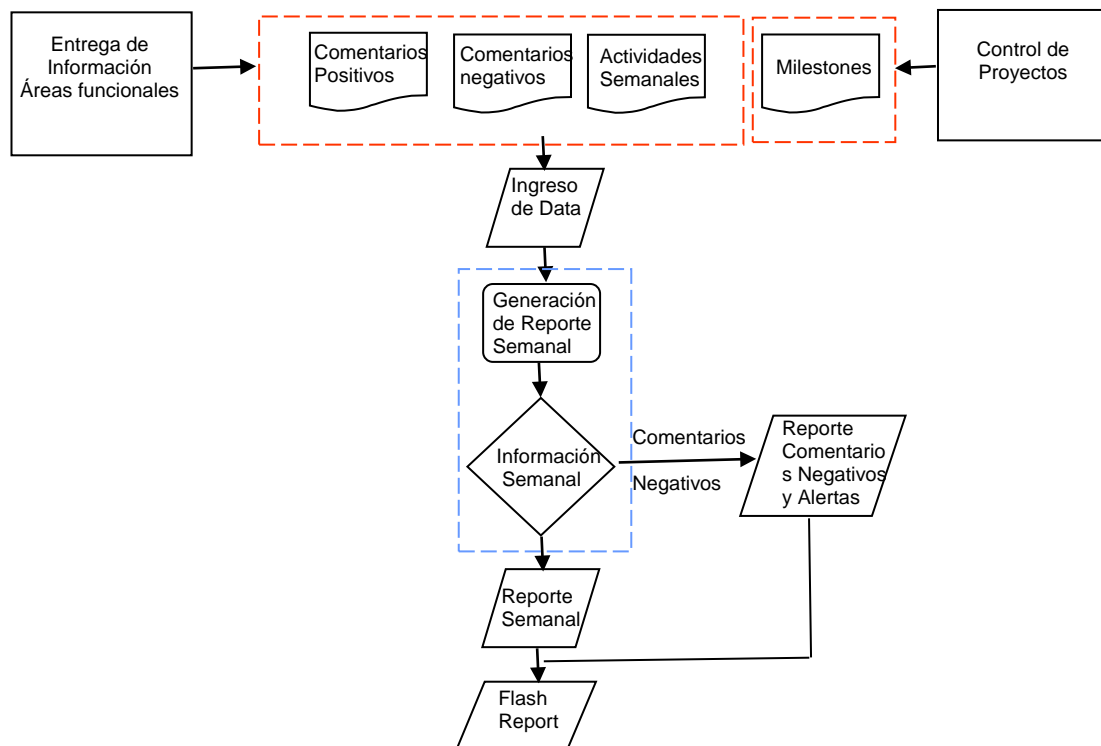 Entrega de
Información
Áreas funcionales
Comentarios
Positivos
Comentarios
negativos
Actividades
Semanales
Milestones
Control de
Proyectos
Ingreso
de Data
Generación
de Reporte
Semanal
Información
Semanal
Comentarios
Negativos
Reporte
Comentario
s Negativos
y Alertas
Reporte
Semanal
Flash
Report